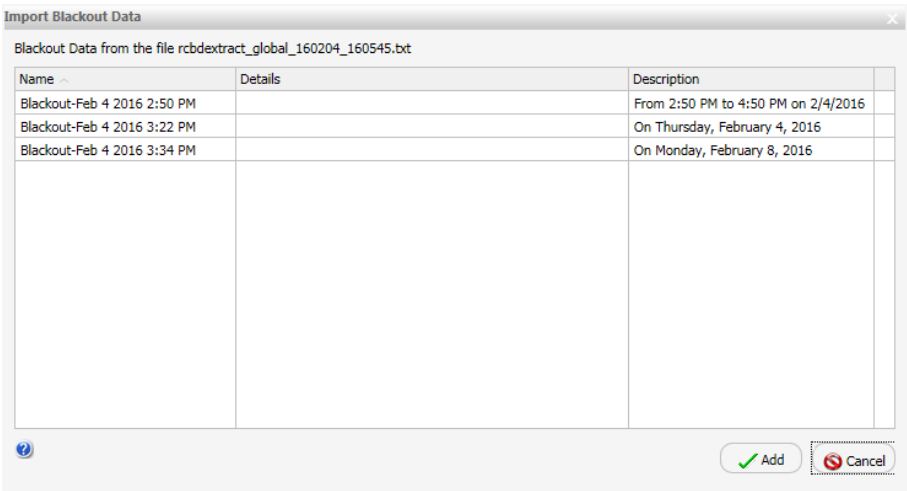 Import Blackout Data
Blackout Data from the file rcbdextract_global_160204_160545.txt
Name Details Description
Blackout-Feb 4 2016 2:50 PM From 2:50 PM to 4:50 PM on 2/4/2016
Blackout-Feb 4 2016 3:22 PM On Thursday, February 4, 2016
Blackout-Feb 4 2016 3:34 PM On Monday, February 8, 2016
? Add Cancel